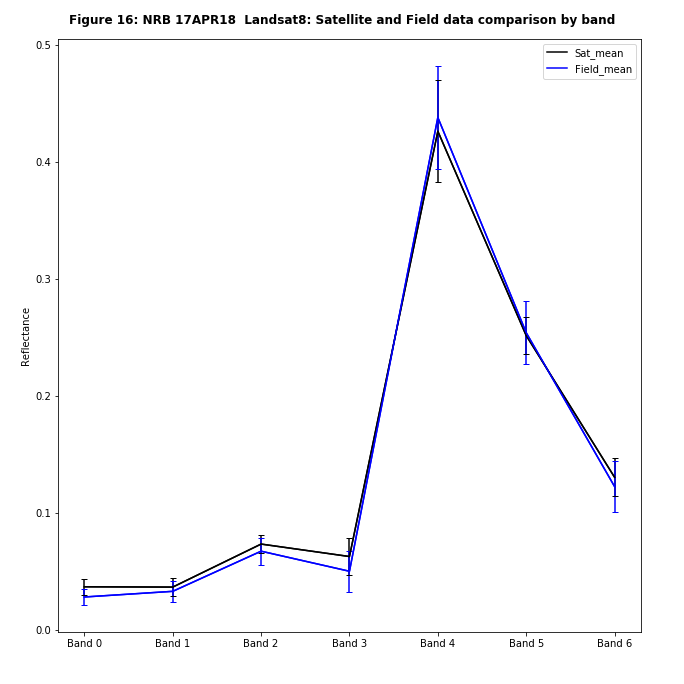 Figure 16: NRB 17APR18  Landsat8: Satellite and Field data comparison by band
Sat_mean
Field_mean
0.5
0.4
0.3
0.2
0.1
0.0
Reflectance
Band 0
Band 1
Band 2
Band 3
Band 4
Band 5
Band 6